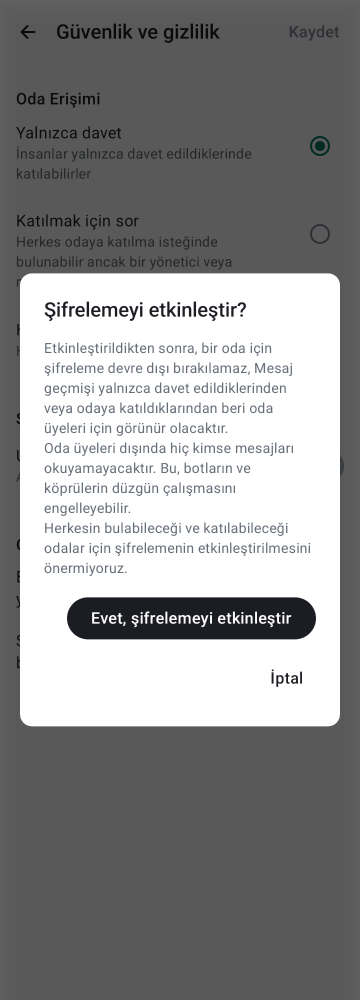 Güvenlik ve gizlilik
Kaydet
Oda Erişimi
Yalnızca davet
İnsanlar yalnızca davet edildiklerinde
katılabilirler
Katılmak için sor
Herkes odaya katılma isteğinde
bulunabilir ancak bir yönetici veya
Şifrelemeyi etkinleştir?
Etkinleştirildikten sonra, bir oda için
şifreleme devre dışı bırakılamaz, Mesaj
geçmişi yalnızca davet edildiklerinden
veya odaya katıldıklarından beri oda
üyeleri için görünür olacaktır.
Oda üyeleri dışında hiç kimse mesajları
okuyamayacaktır. Bu, botların ve
köprülerin düzgün çalışmasını
engelleyebilir.
Herkesin bulabileceği ve katılabileceği
odalar için şifrelemenin etkinleştirilmesini
önermiyoruz.
Evet, şifrelemeyi etkinleştir
İptal